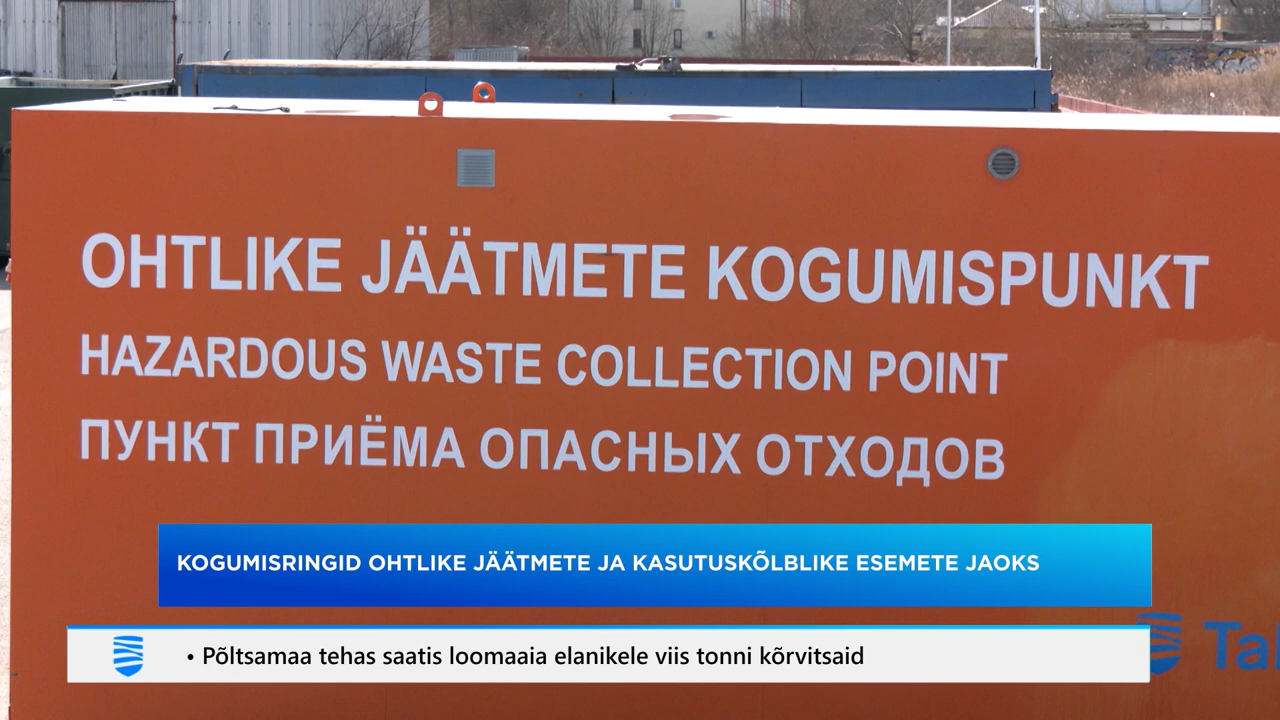 OHTLIKE JÄÄTMETE KOGUMISPUNKT
HAZARDOUS WASTE COLLECTION POINT
ПУНКТ ПРИЁМА ОПАСНЫХ ОТХОДОВ
KOGUMISRINGID OHTLIKE JÄÄTMETE JA KASUTUSKÕLBLIKE ESEMETE JAOKS
• Põltsamaa tehas saatis loomaaia elanikele viis tonni kõrvitsaid